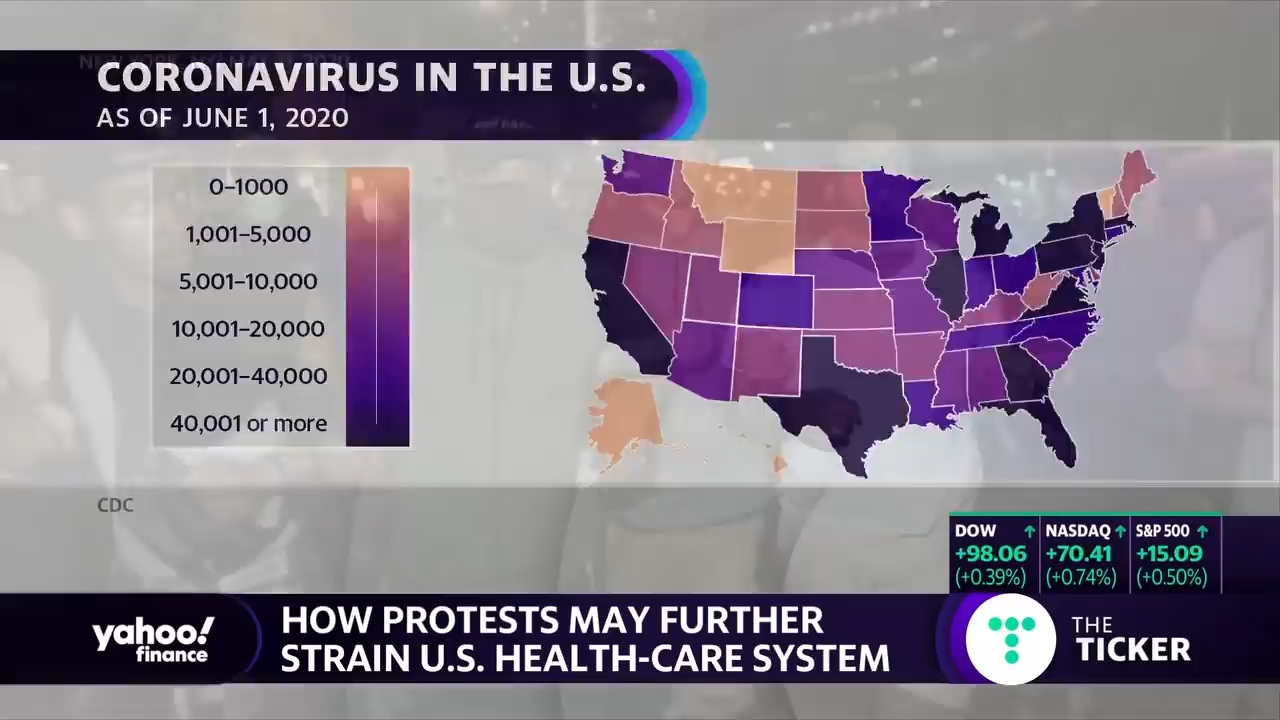 CORONAVIRUS IN THE U.S.
AS OF JUNE 1, 2020
0–1000
1,001–5,000
5,001–10,000
10,001–20,000
20,001–40,000
40,001 or more
CDC
DOW
+98.06
(+0.39%)
NASDAQ
+70.41
(+0.74%)
S&P 500
+15.09
(+0.50%)
yahoo!
finance
HOW PROTESTS MAY FURTHER
STRAIN U.S. HEALTH-CARE SYSTEM
THE
TICKER